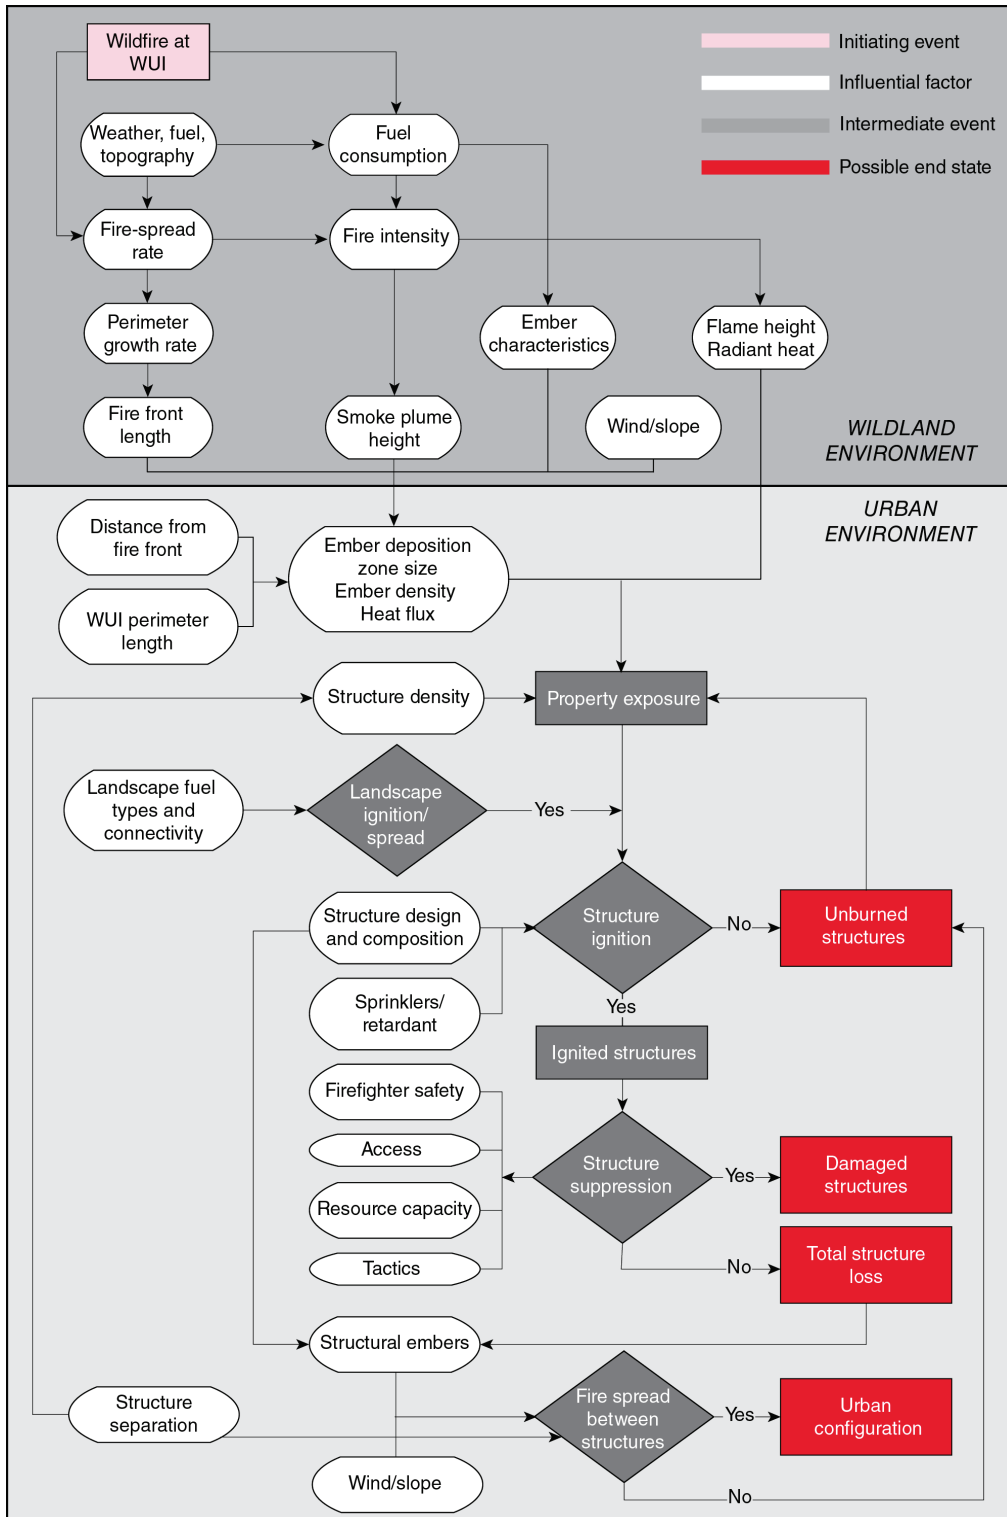 Wildfire at
WUI
Initiating event
Influential factor
Intermediate event
Possible end state
Weather, fuel,
topography
Fuel
consumption
Fire-spread
rate
Fire intensity
Perimeter
growth rate
Ember
characteristics
Flame height
Radiant heat
Fire front
length
Smoke plume
height
Wind/slope
WILDLAND
ENVIRONMENT
URBAN
ENVIRONMENT
Distance from
fire front
Ember deposition
zone size
Ember density
Heat flux
WUI perimeter
length
Structure density
Property exposure
Landscape fuel
types and
connectivity
Landscape
ignition/
spread
Yes
Structure design
and composition
Structure
ignition
No
Unburned
structures
Sprinklers/
retardant
Yes
Ignited structures
Firefighter safety
Access
Structure
suppression
Yes
Damaged
structures
Resource capacity
Tactics
No
Total structure
loss
Structural embers
Structure
separation
Fire spread
between
structures
Yes
Urban
configuration
Wind/slope
No